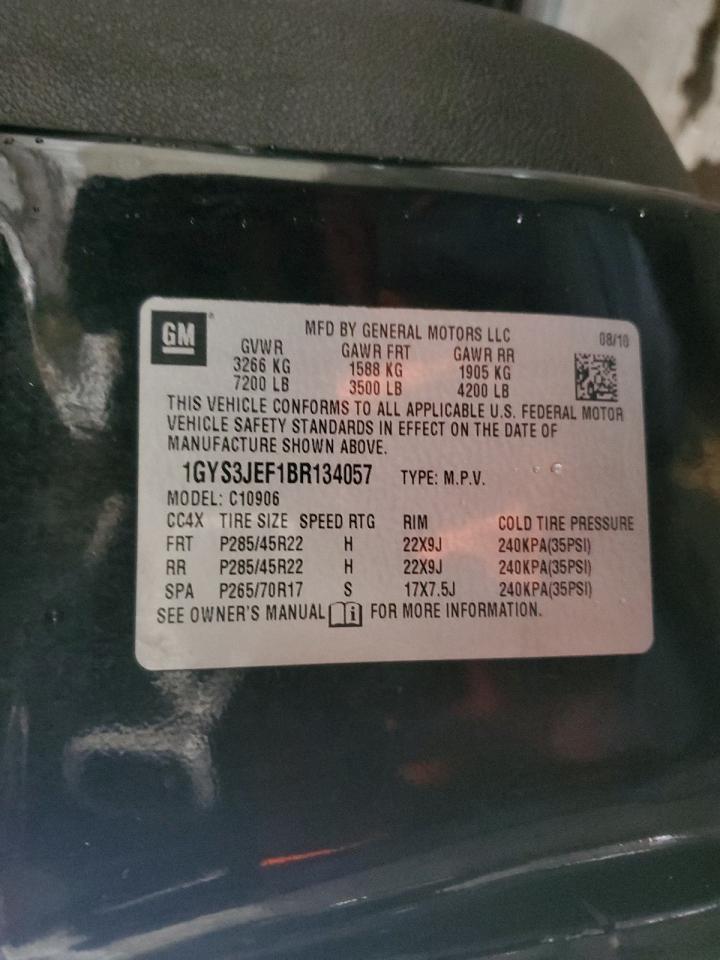 GM
MFD BY GENERAL MOTORS LLC 08/10
GVWR GAWR FRT GAWR RR
3266 KG 1588 KG 1905 KG
7200 LB 3500 LB 4200 LB
THIS VEHICLE CONFORMS TO ALL APPLICABLE U.S. FEDERAL MOTOR
VEHICLE SAFETY STANDARDS IN EFFECT ON THE DATE OF
MANUFACTURE SHOWN ABOVE.
1GYS3JEF1BR134057 TYPE: M.P.V.
MODEL: C10906
CC4X TIRE SIZE SPEED RTG RIM COLD TIRE PRESSURE
FRT P285/45R22 H 22X9J 240KPA(35PSI)
RR P285/45R22 H 22X9J 240KPA(35PSI)
SPA P265/70R17 S 17X7.5J 240KPA(35PSI)
SEE OWNER'S MANUAL i FOR MORE INFORMATION.